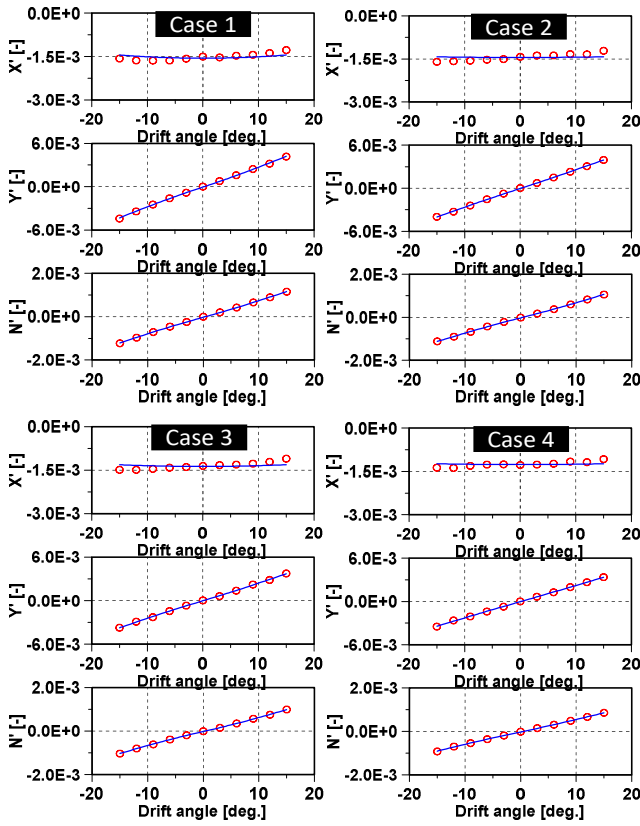 Case 1
X' [-]
0.0E+0
-1.5E-3
-3.0E-3
-20 -10 0 10 20
Drift angle [deg.]
Y' [-]
6.0E-3
0.0E+0
-6.0E-3
-20 -10 0 10 20
Drift angle [deg.]
N' [-]
2.0E-3
0.0E+0
-2.0E-3
-20 -10 0 10 20
Drift angle [deg.]
Case 2
X' [-]
0.0E+0
-1.5E-3
-3.0E-3
-20 -10 0 10 20
Drift angle [deg.]
Y' [-]
6.0E-3
0.0E+0
-6.0E-3
-20 -10 0 10 20
Drift angle [deg.]
N' [-]
2.0E-3
0.0E+0
-2.0E-3
-20 -10 0 10 20
Drift angle [deg.]
Case 3
X' [-]
0.0E+0
-1.5E-3
-3.0E-3
-20 -10 0 10 20
Drift angle [deg.]
Y' [-]
6.0E-3
0.0E+0
-6.0E-3
-20 -10 0 10 20
Drift angle [deg.]
N' [-]
2.0E-3
0.0E+0
-2.0E-3
-20 -10 0 10 20
Drift angle [deg.]
Case 4
X' [-]
0.0E+0
-1.5E-3
-3.0E-3
-20 -10 0 10 20
Drift angle [deg.]
Y' [-]
6.0E-3
0.0E+0
-6.0E-3
-20 -10 0 10 20
Drift angle [deg.]
N' [-]
2.0E-3
0.0E+0
-2.0E-3
-20 -10 0 10 20
Drift angle [deg.]